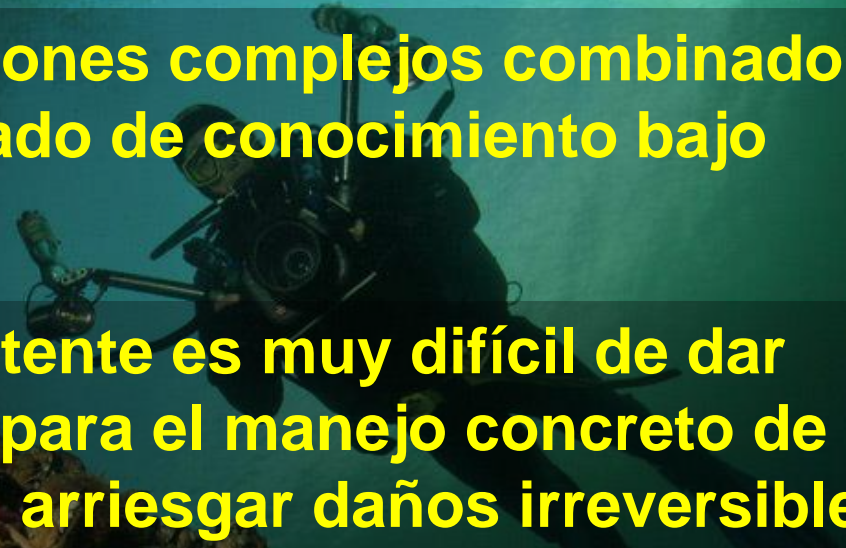 ones complejos combinado
ado de conocimiento bajo
tente es muy difícil de dar
para el manejo concreto de
arriesgar daños irreversible